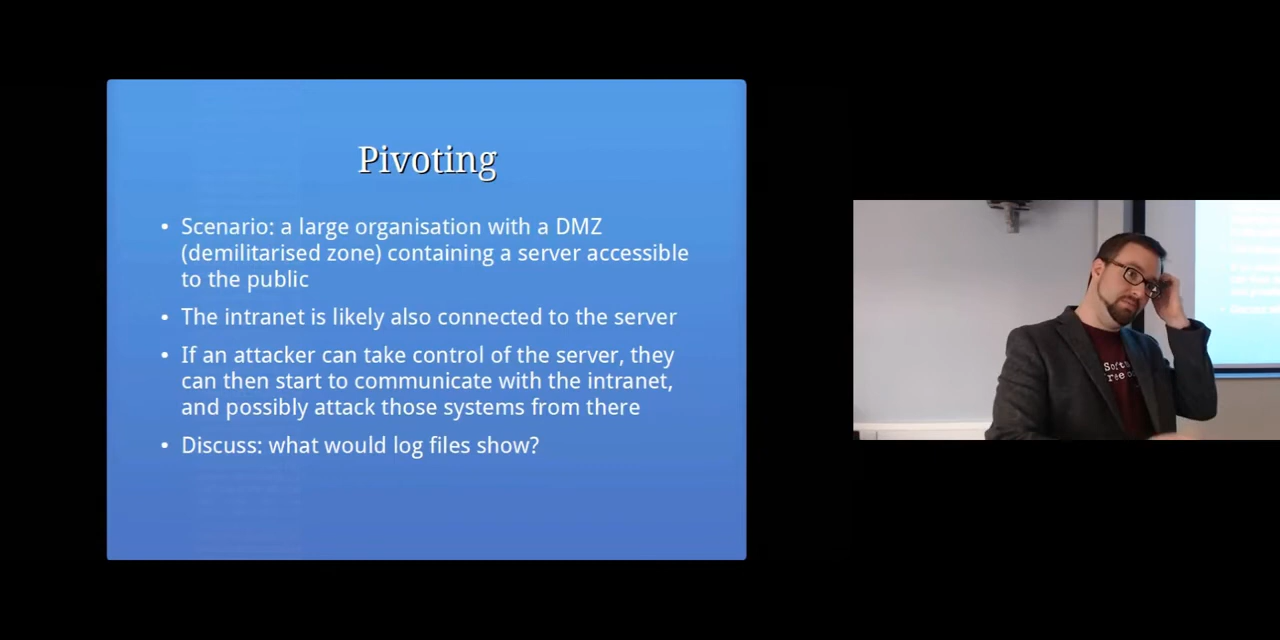 Pivoting
• Scenario: a large organisation with a DMZ
(demilitarised zone) containing a server accessible
to the public
• The intranet is likely also connected to the server
• If an attacker can take control of the server, they
can then start to communicate with the intranet,
and possibly attack those systems from there
• Discuss: what would log files show?